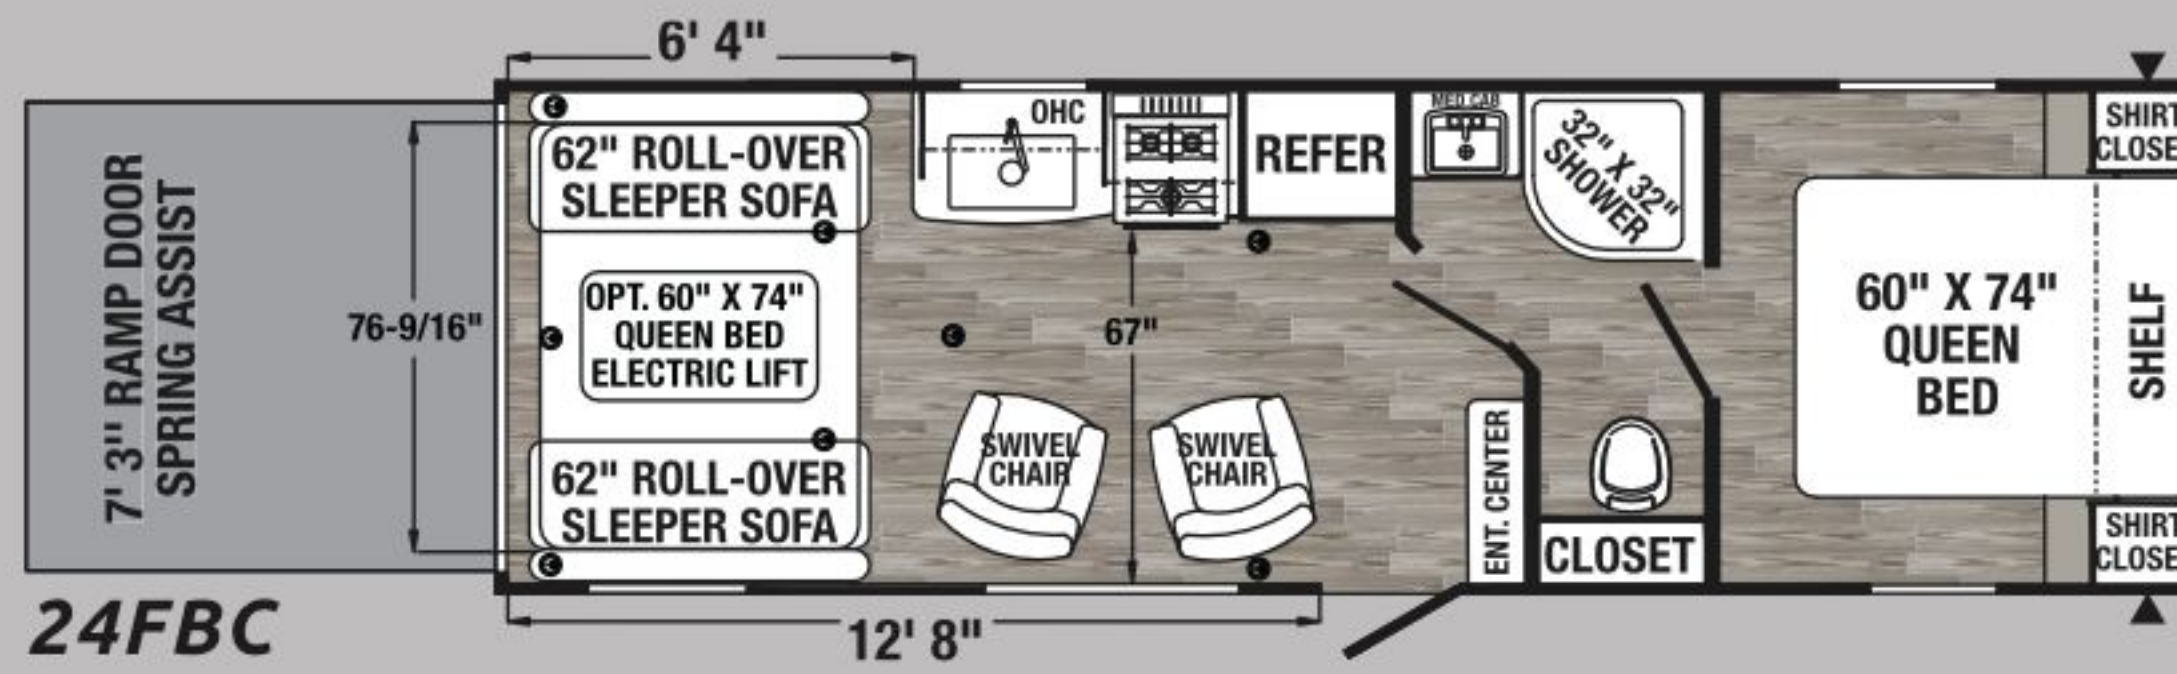 6' 4"
7' 3" RAMP DOOR
SPRING ASSIST
76-9/16"
62" ROLL-OVER
SLEEPER SOFA
OPT. 60" X 74"
QUEEN BED
ELECTRIC LIFT
62" ROLL-OVER
SLEEPER SOFA
OHC
REFER
67"
SWIVEL
CHAIR
SWIVEL
CHAIR
MED CAB
32" X 32"
SHOWER
ENT. CENTER
CLOSET
60" X 74"
QUEEN
BED
SHELF
SHIRT
CLOSE
SHIRT
CLOSE
12' 8"
24FBC